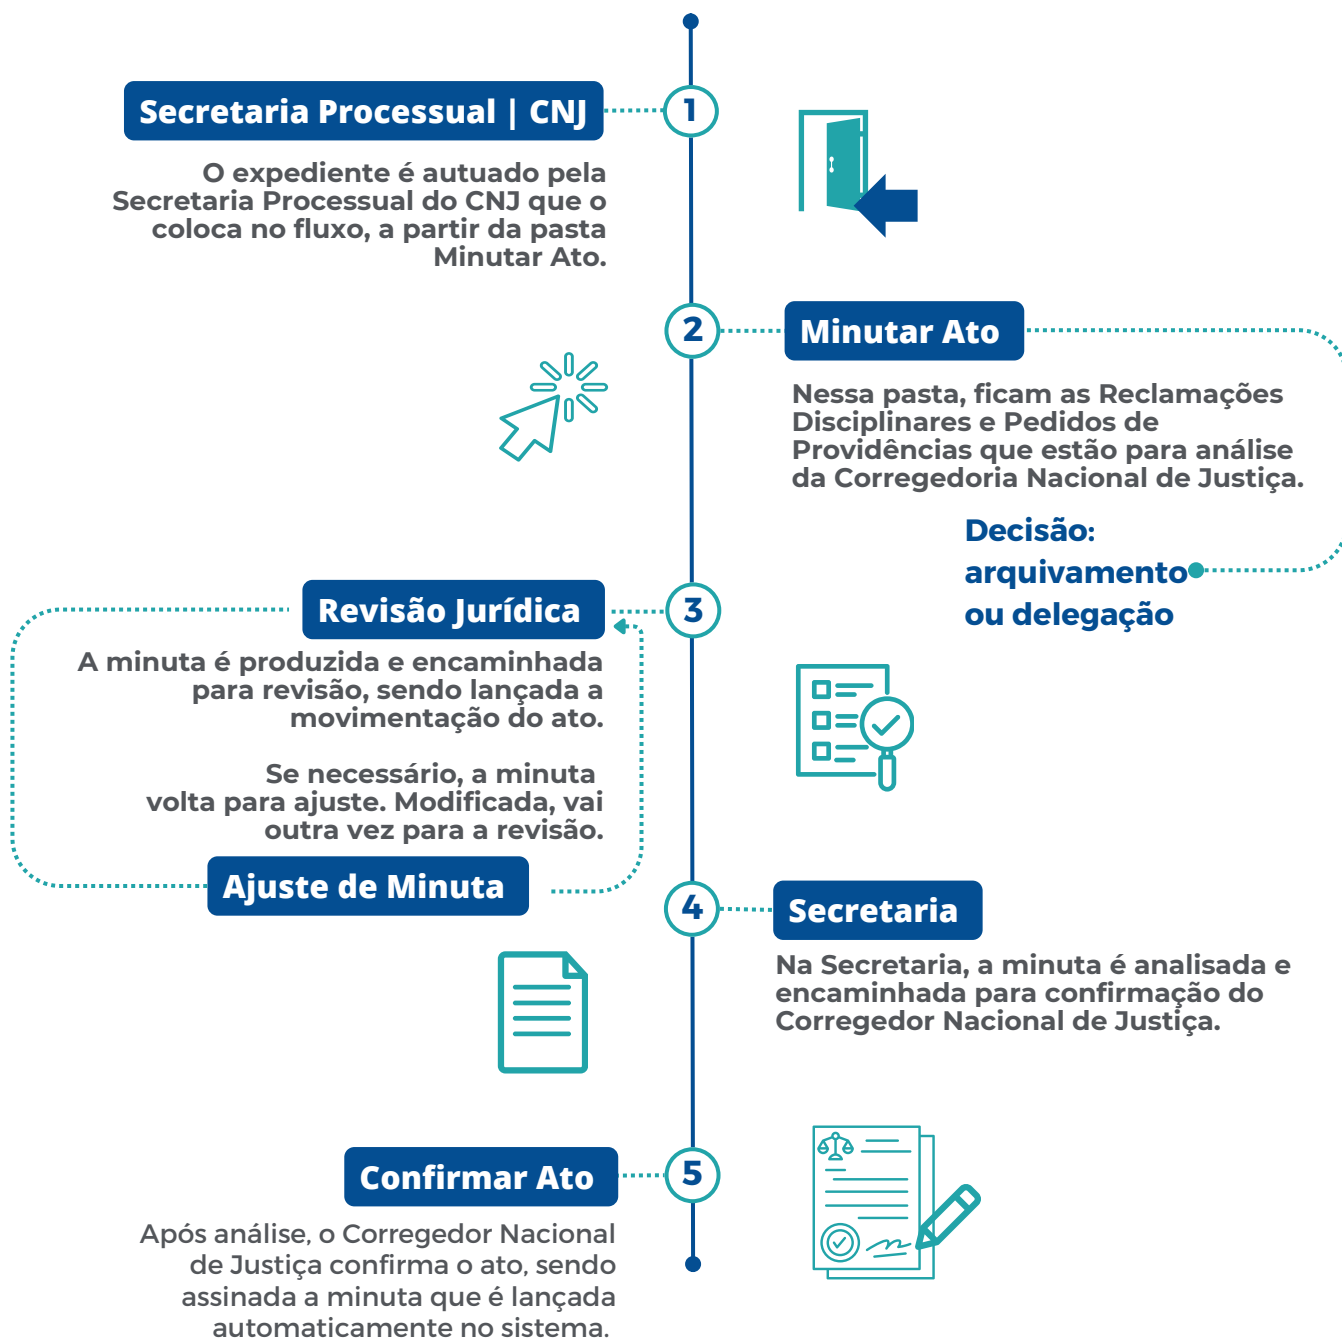 1
Secretaria Processual | CNJ
O expediente é autuado pela
Secretaria Processual do CNJ que o
coloca no fluxo, a partir da pasta
Minutar Ato.
2
Minutar Ato
Nessa pasta, ficam as Reclamações
Disciplinares e Pedidos de
Providências que estão para análise
da Corregedoria Nacional de Justiça.
Decisão:
arquivamento
ou delegação
3
Revisão Jurídica
A minuta é produzida e encaminhada
para revisão, sendo lançada a
movimentação do ato.
Se necessário, a minuta
volta para ajuste. Modificada, vai
outra vez para a revisão.
Ajuste de Minuta
4
Secretaria
Na Secretaria, a minuta é analisada e
encaminhada para confirmação do
Corregedor Nacional de Justiça.
5
Confirmar Ato
Após análise, o Corregedor Nacional
de Justiça confirma o ato, sendo
assinada a minuta que é lançada
automaticamente no sistema.